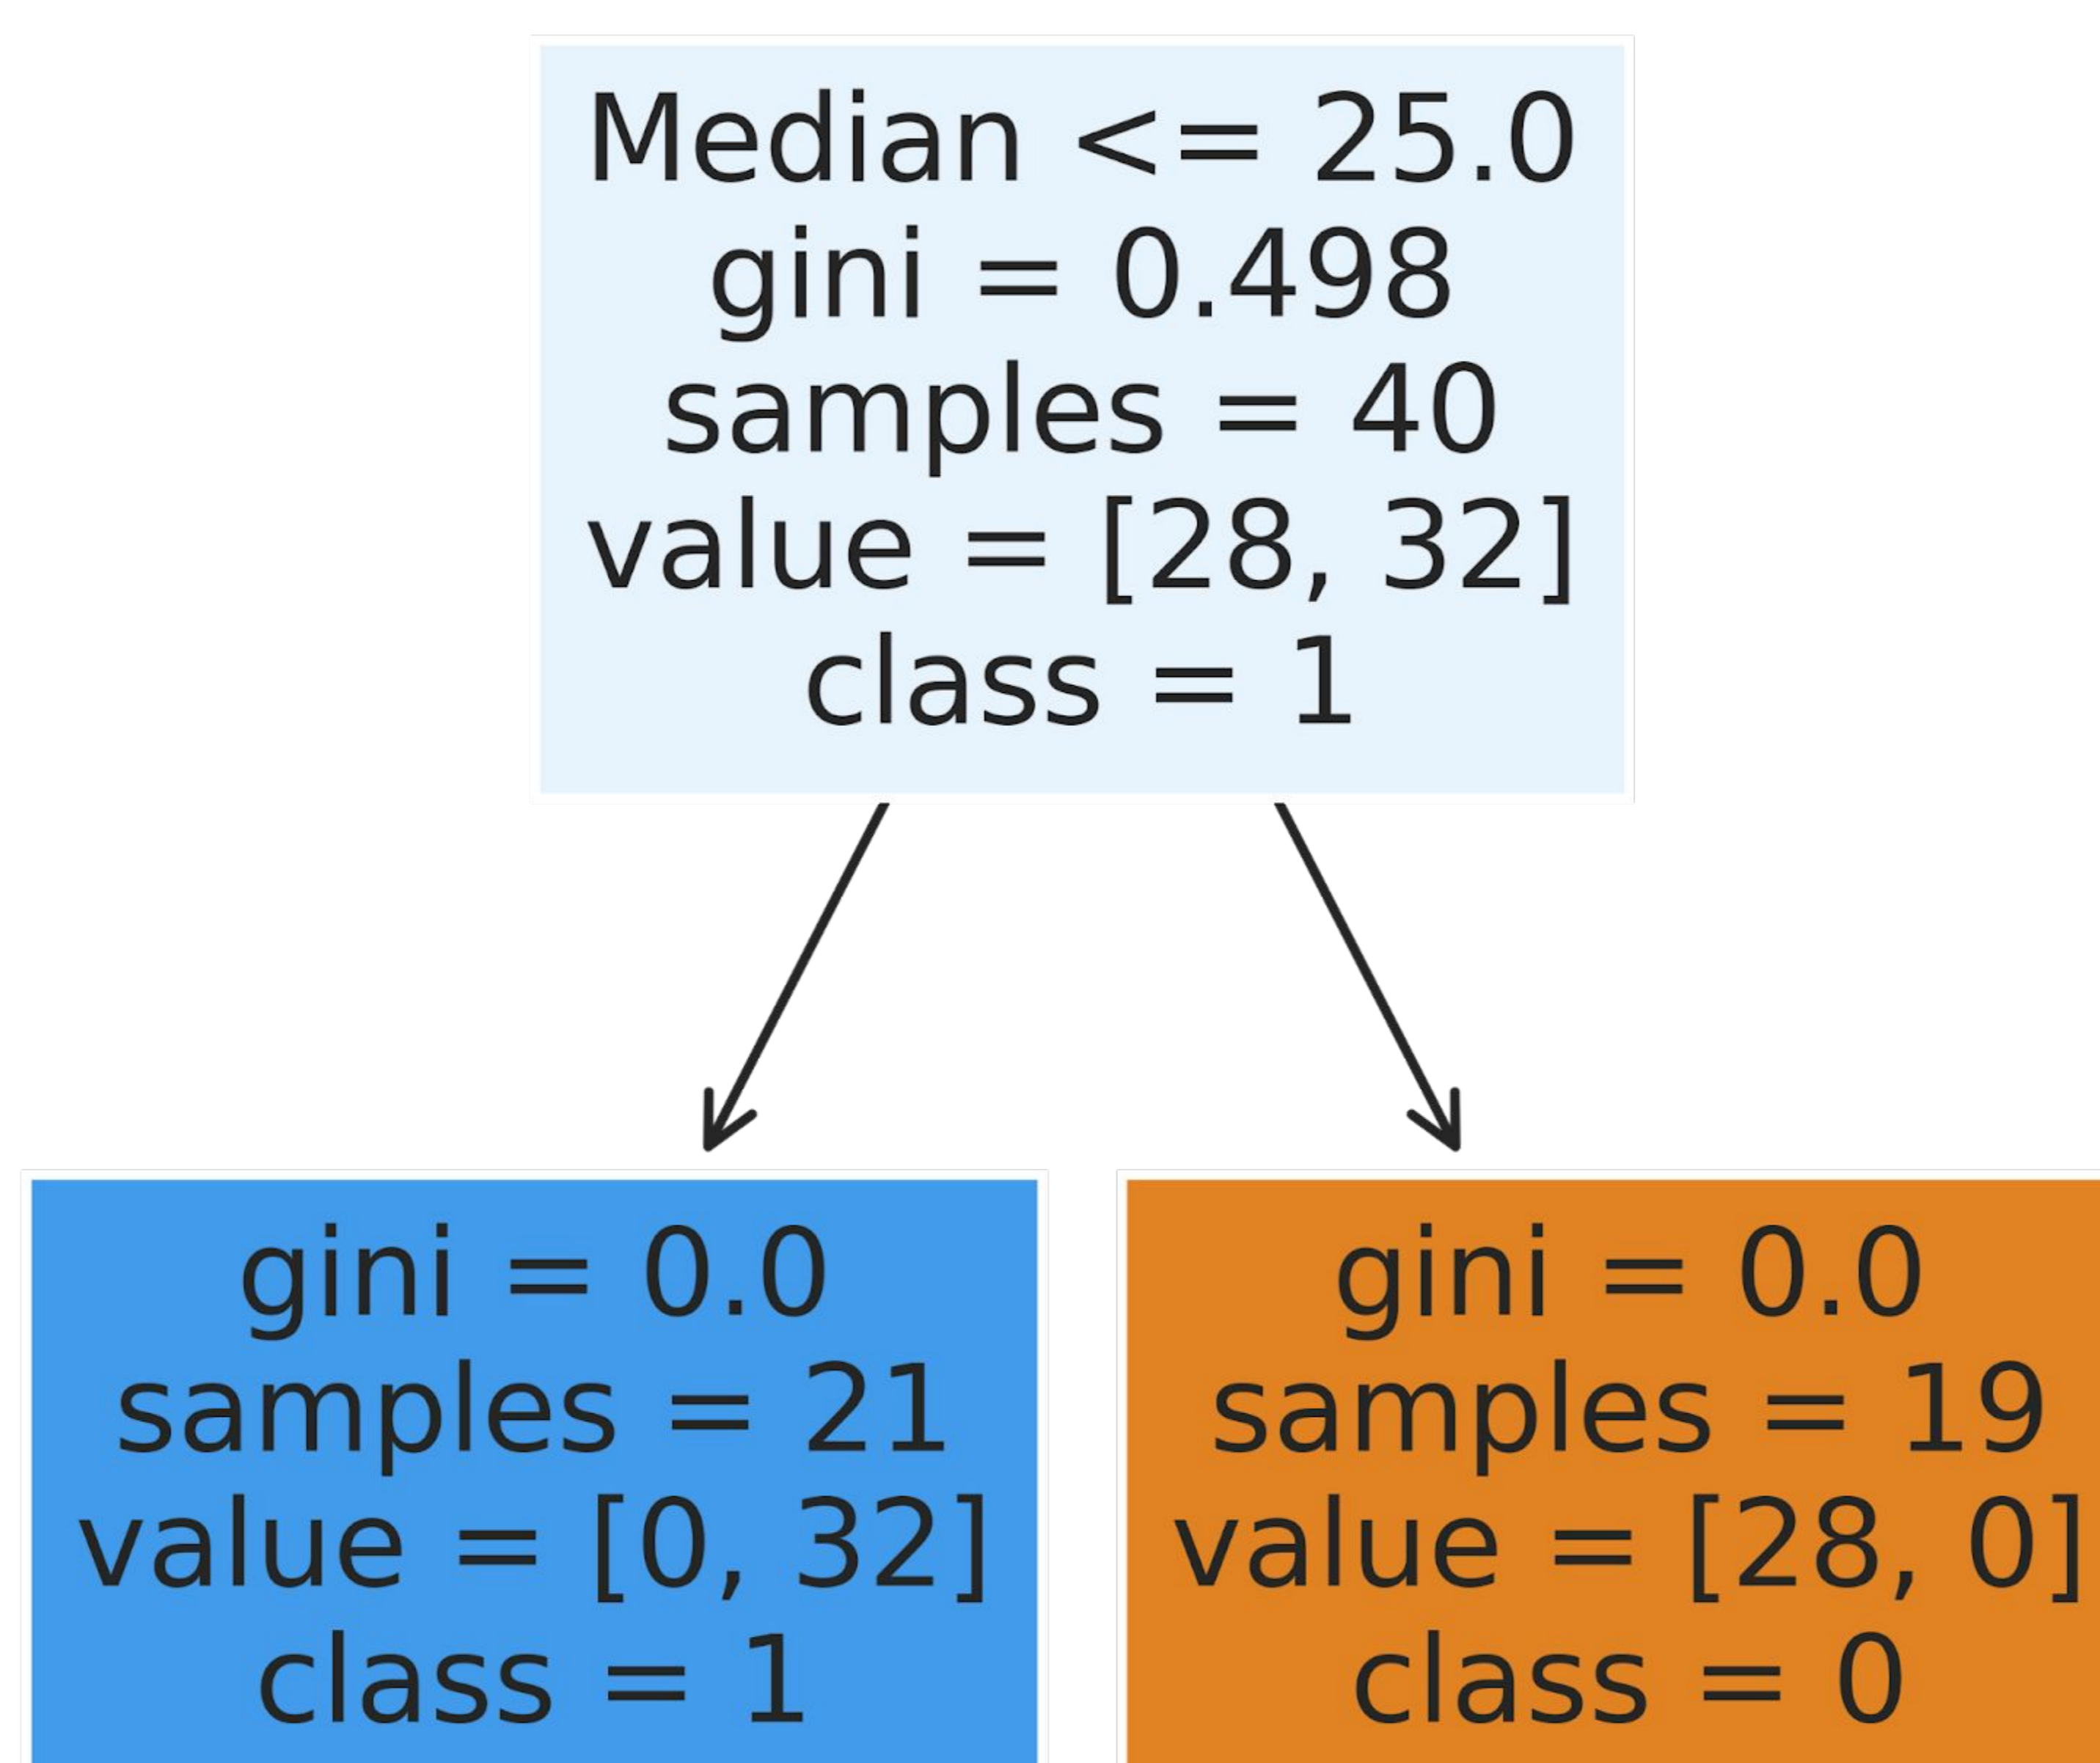 Median <= 25.0
gini = 0.498
samples = 40
value = [28, 32]
class = 1
gini = 0.0
samples = 21
value = [0, 32]
class = 1
gini = 0.0
samples = 19
value = [28, 0]
class = 0